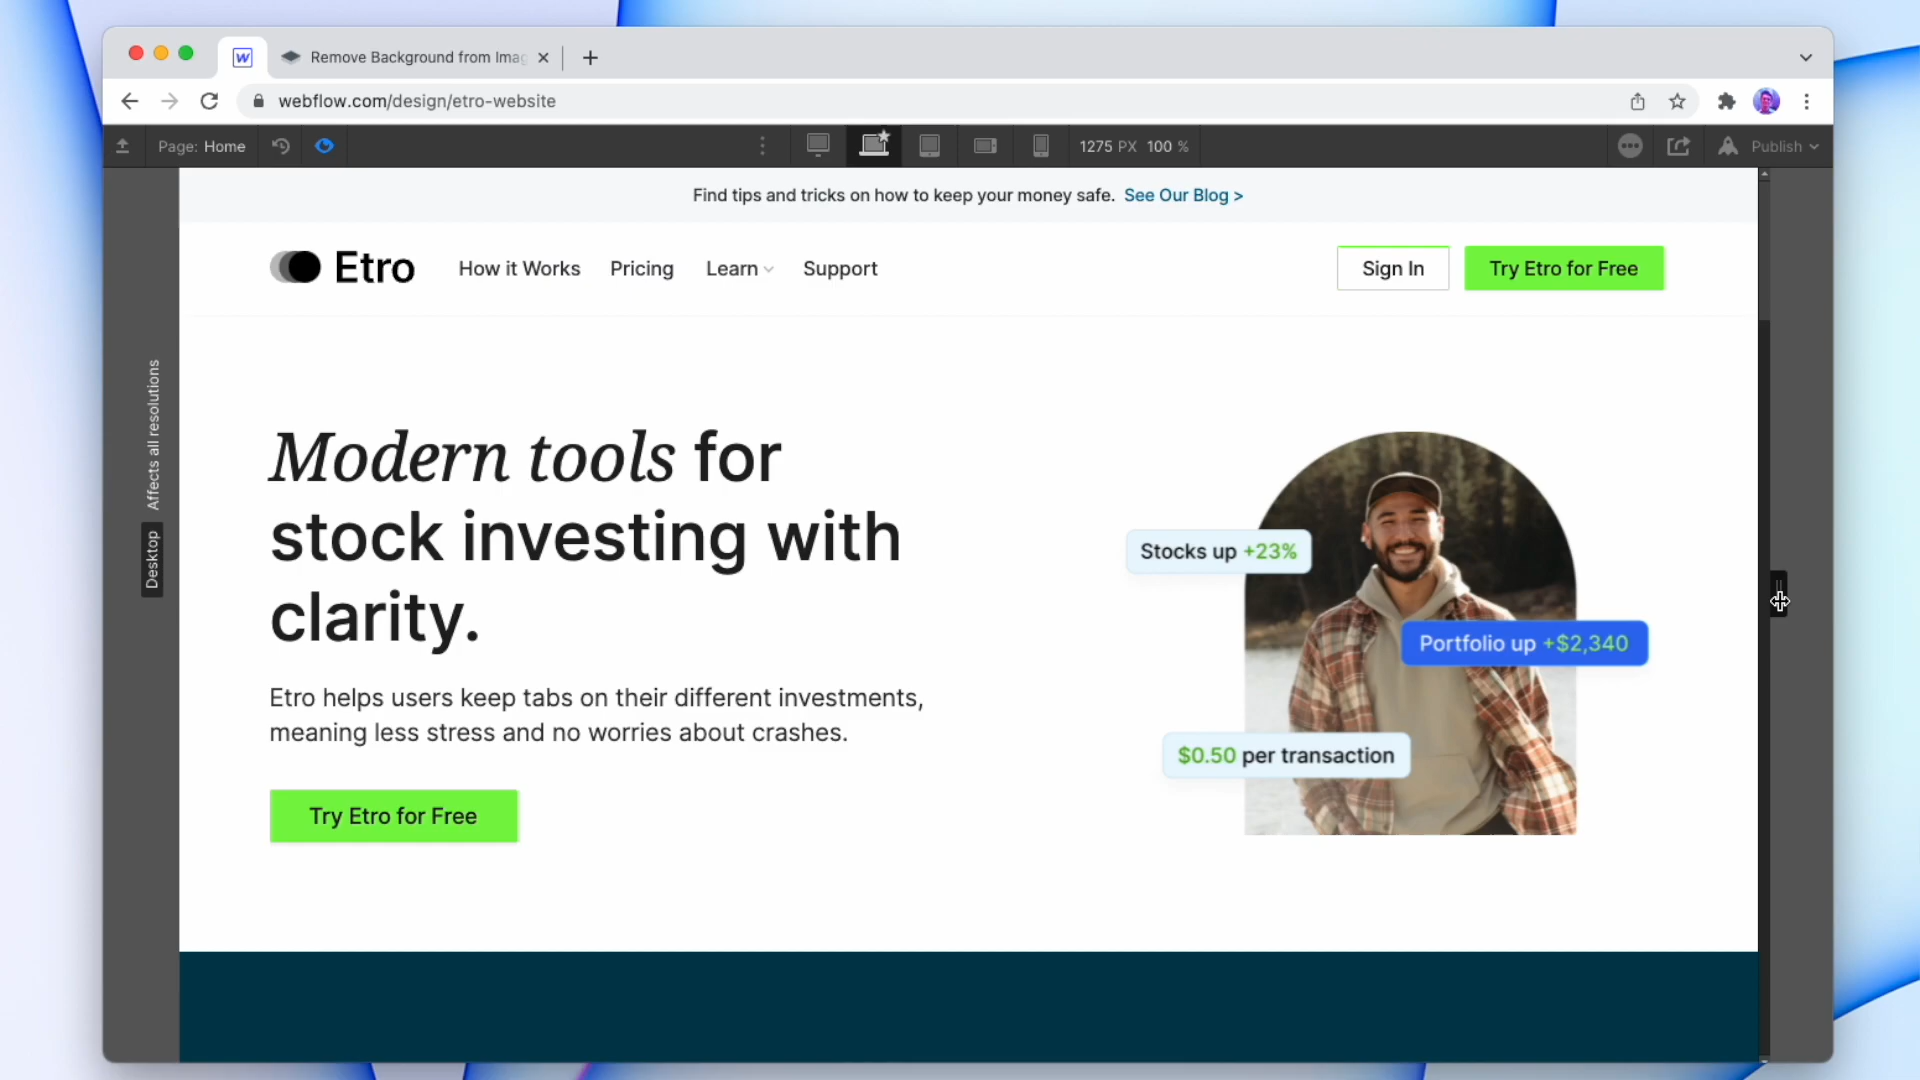 W
Remove Background from Imag
webflow.com/design/etro-website
Page: Home
1275 PX 100 %
Publish
Find tips and tricks on how to keep your money safe. See Our Blog >
Etro
How it Works
Pricing
Learn
Support
Sign In
Try Etro for Free
Affects all resolutions
Desktop
Modern tools for
stock investing with
clarity.
Etro helps users keep tabs on their different investments,
meaning less stress and no worries about crashes.
Try Etro for Free
Stocks up +23%
Portfolio up +$2,340
$0.50 per transaction